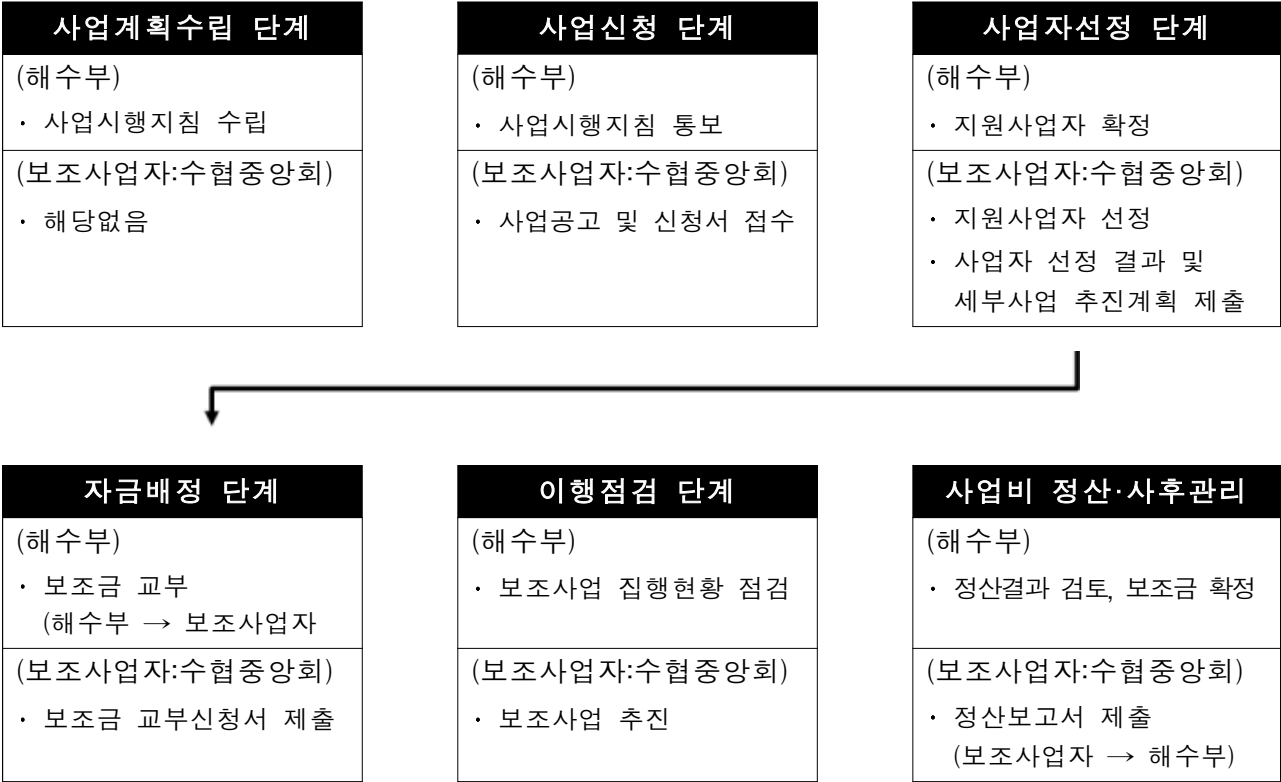 사업계획수립 단계
(해수부)
· 사업시행지침 수립
(보조사업자:수협중앙회)
· 해당없음
사업신청 단계
(해수부)
· 사업시행지침 통보
(보조사업자:수협중앙회)
· 사업공고 및 신청서 접수
사업자선정 단계
(해수부)
· 지원사업자 확정
(보조사업자:수협중앙회)
· 지원사업자 선정
· 사업자 선정 결과 및
세부사업 추진계획 제출
자금배정 단계
(해수부)
· 보조금 교부
(해수부 → 보조사업자
(보조사업자:수협중앙회)
· 보조금 교부신청서 제출
이행점검 단계
(해수부)
· 보조사업 집행현황 점검
(보조사업자:수협중앙회)
· 보조사업 추진
사업비 정산·사후관리
(해수부)
· 정산결과 검토, 보조금 확정
(보조사업자:수협중앙회)
· 정산보고서 제출
(보조사업자 → 해수부)